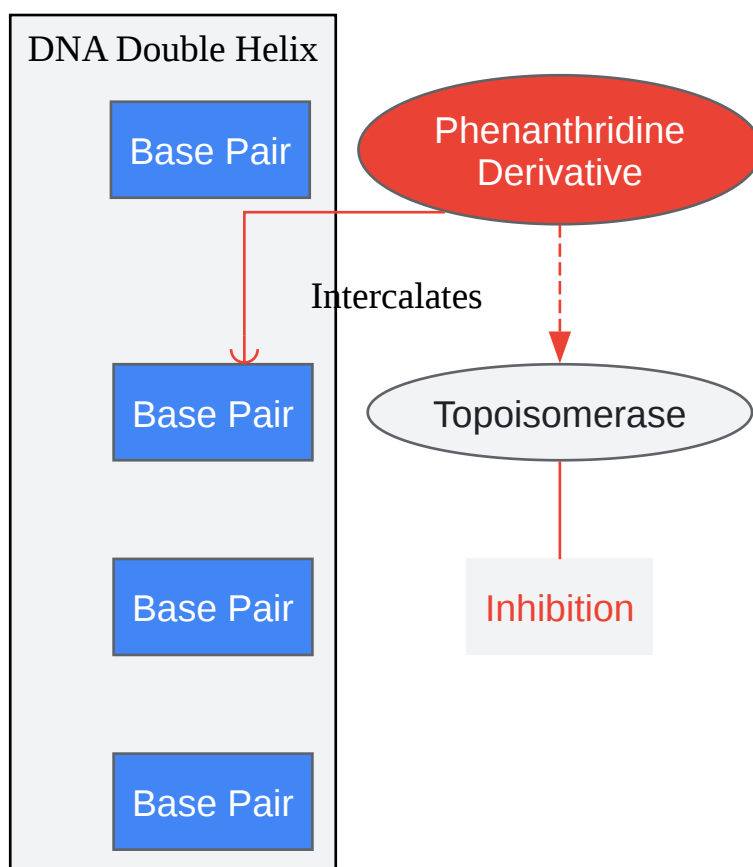 DNA Double Helix
Base Pair
Phenanthridine
Derivative
Intercalates
Base Pair
Topoisomerase
Base Pair
Inhibition
Base Pair